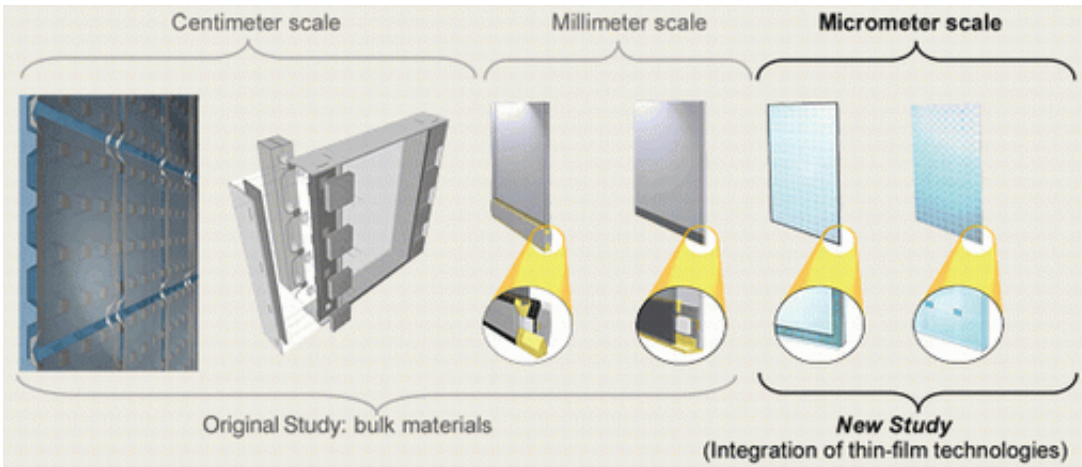 Centimeter scale
Millimeter scale
Micrometer scale
Original Study: bulk materials
New Study
(Integration of thin-film technologies)